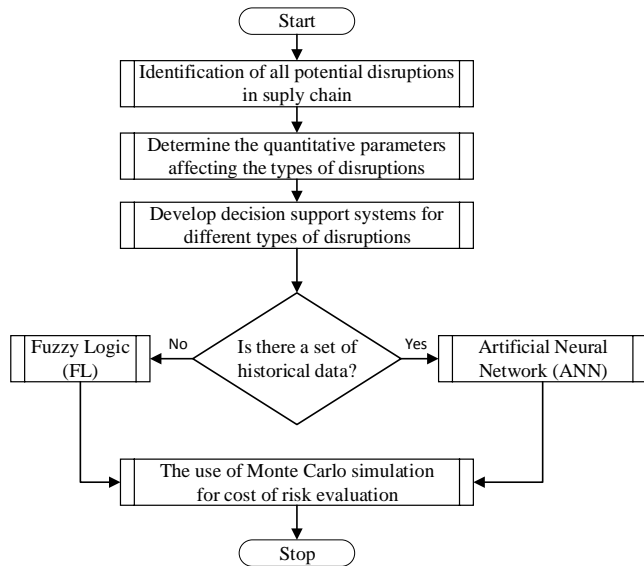 Start
Identification of all potential disruptions
in suply chain
Determine the quantitative parameters
affecting the types of disruptions
Develop decision support systems for
different types of disruptions
No
Is there a set of
historical data?
Yes
Fuzzy Logic
(FL)
Artificial Neural
Network (ANN)
The use of Monte Carlo simulation
for cost of risk evaluation
Stop